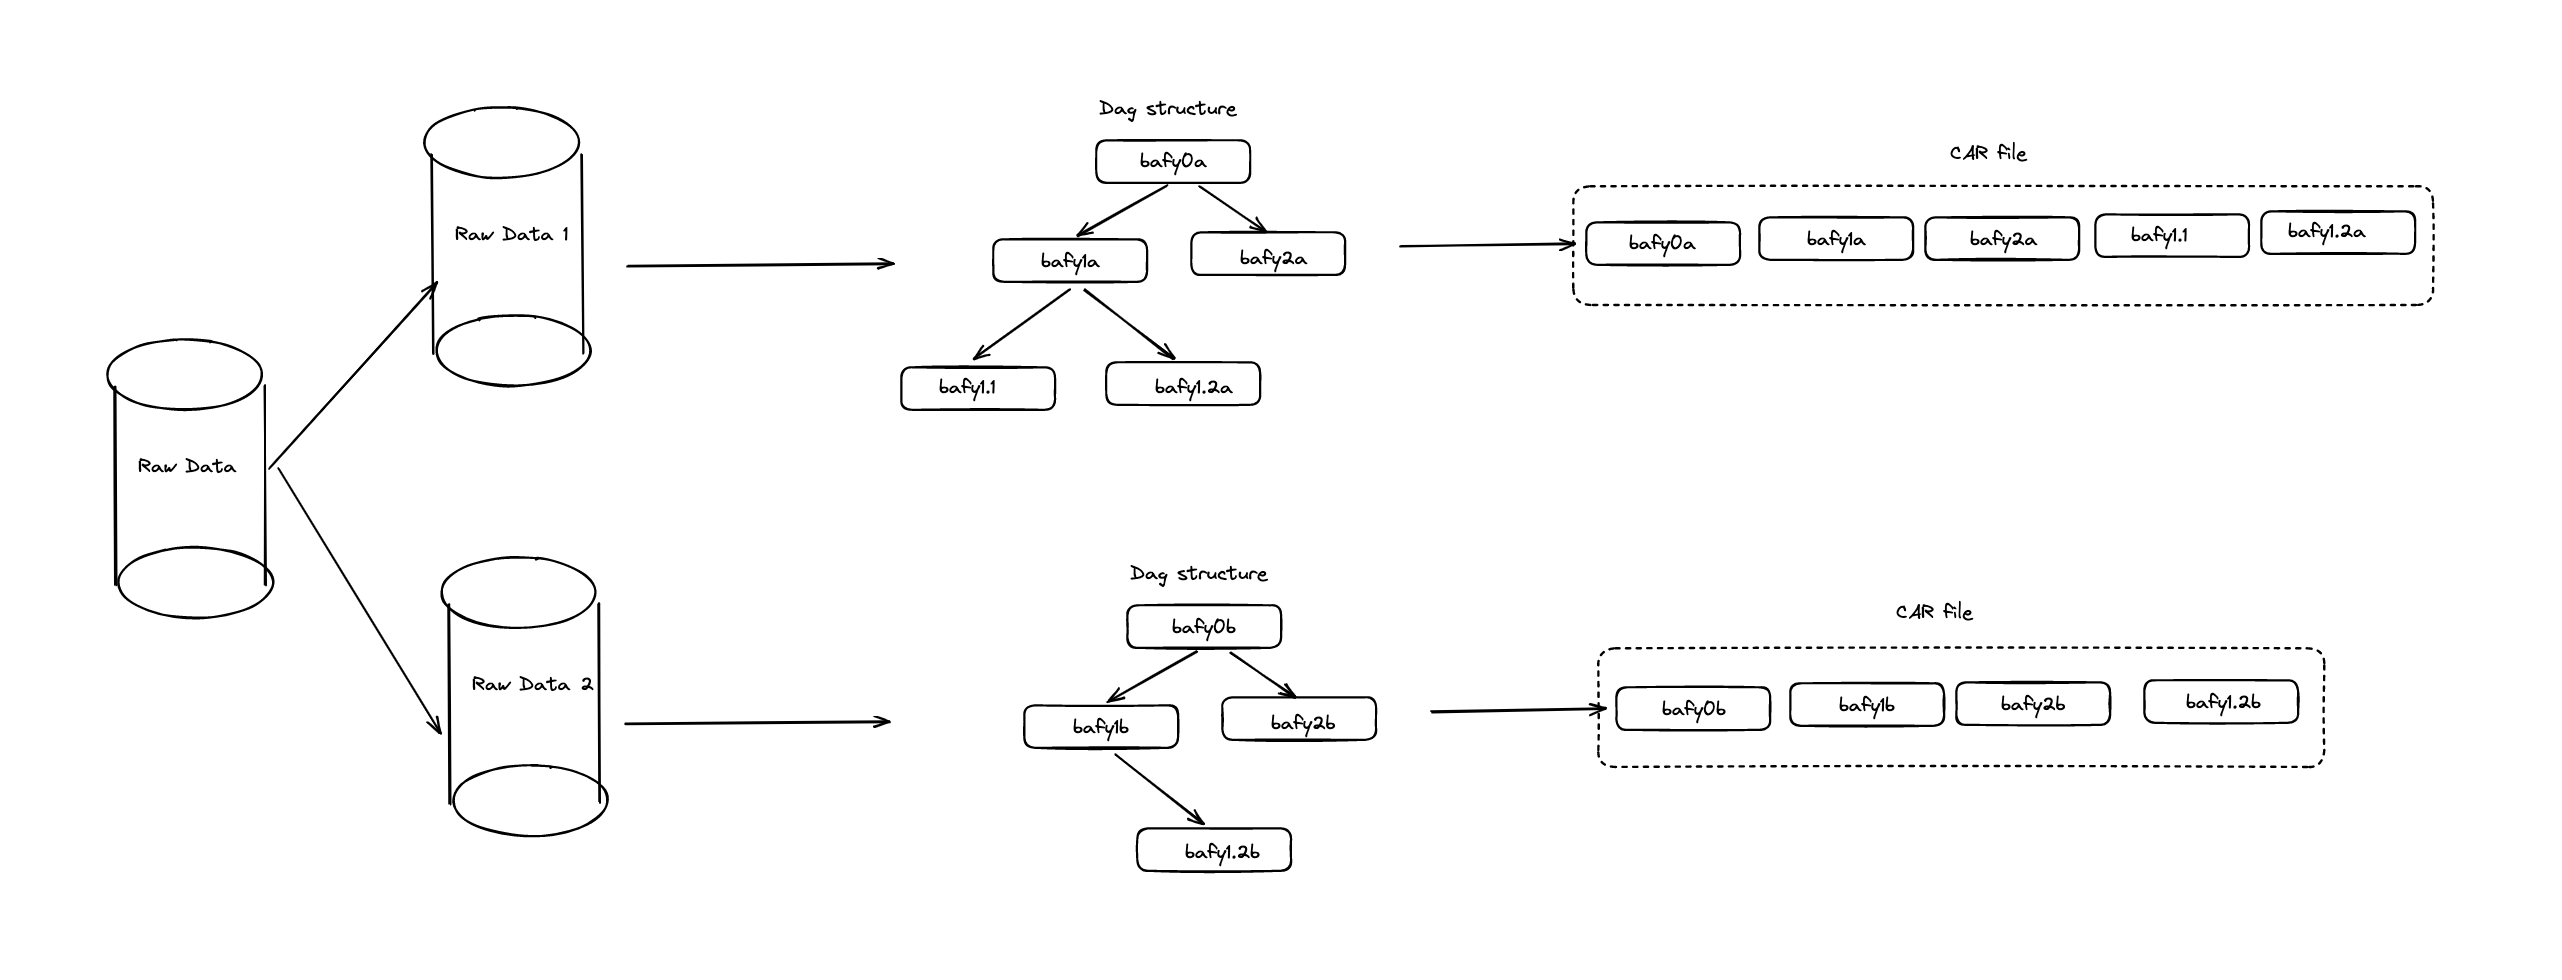 Dag structure
bafy0a
CAR file
bafy0a
bafy1a
bafy2a
bafy1.1
bafy1.2a
Raw Data 1
bafy1a
bafy2a
bafy1.1
bafy1.2a
Raw Data
Dag structure
bafy0b
CAR file
bafy0b
bafy1b
bafy2b
bafy1.2b
Raw Data 2
bafy1b
bafy2b
bafy1.2b